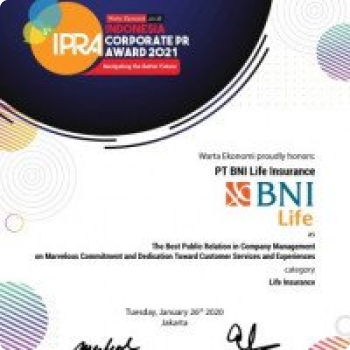 Warta Ekonomi
INDONESIA
IPRA
CORPORATE PR
AWARD 2021
Navigating the Better Future
Warta Ekonomi proudly honors:
PT BNI Life Insurance
BNI
Life
as
The Best Public Relation in Company Management
on Marvelous Commitment and Dedication Toward Customer Services and Experiences
category
Life Insurance
Tuesday, January 26th 2020
Jakarta